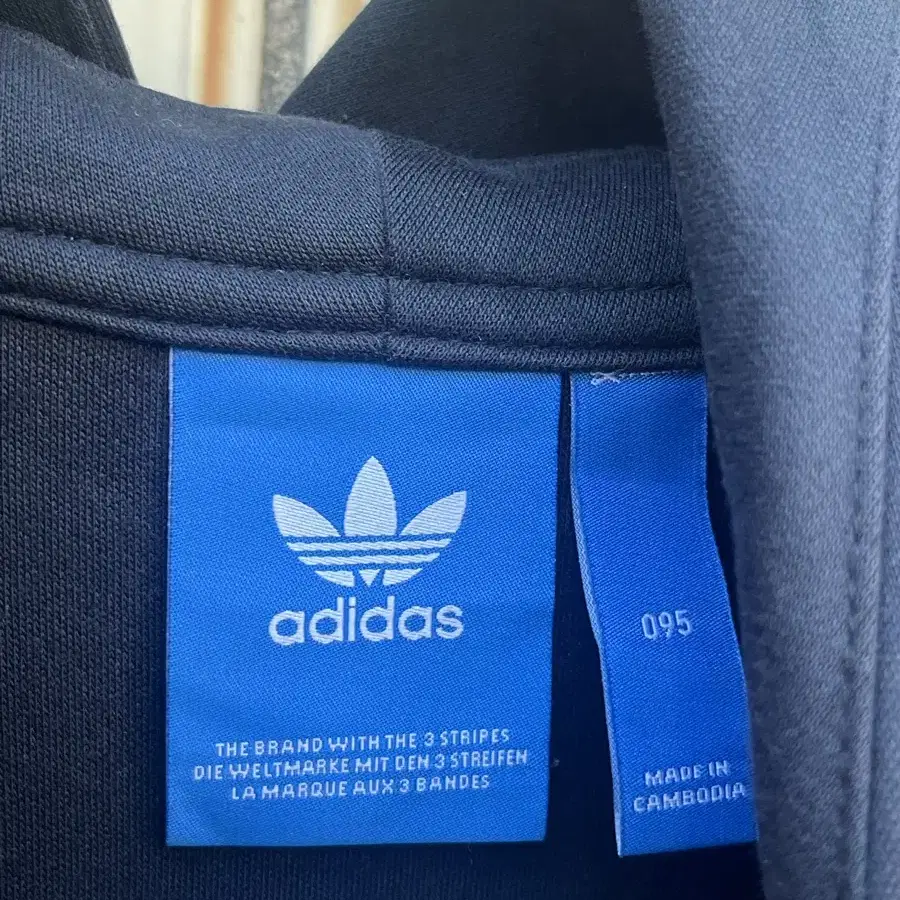 adidas
THE BRAND WITH THE 3 STRIPES
DIE WELTMARKE MIT DEN 3 STREIFEN
LA MARQUE AUX 3 BANDES
095
MADE IN
CAMBODIA